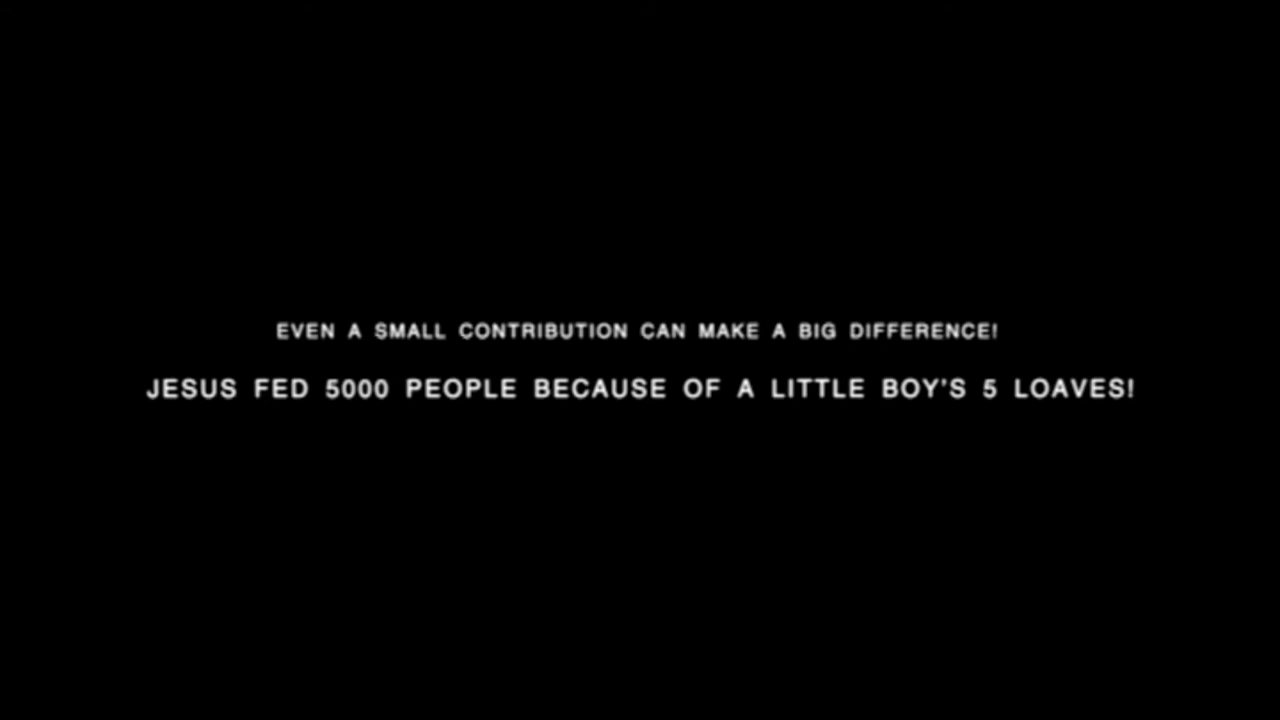 EVEN A SMALL CONTRIBUTION CAN MAKE A BIG DIFFERENCE!
JESUS FED 5000 PEOPLE BECAUSE OF A LITTLE BOY'S 5 LOAVES!